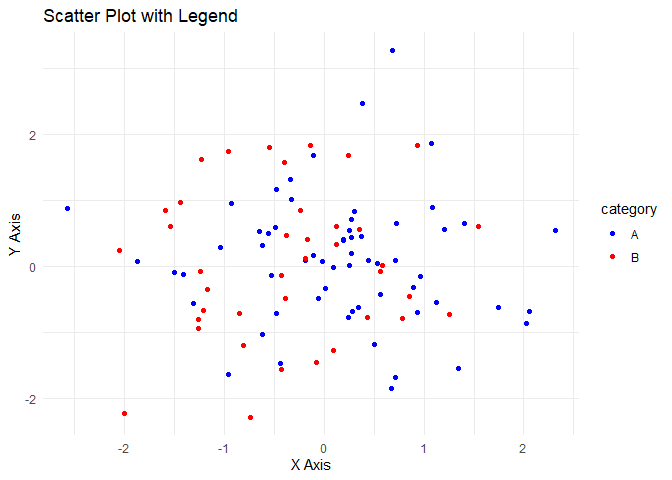 Scatter Plot with Legend
Y Axis
2
0
-2
-2
-1
0
1
2
X Axis
category
A
B